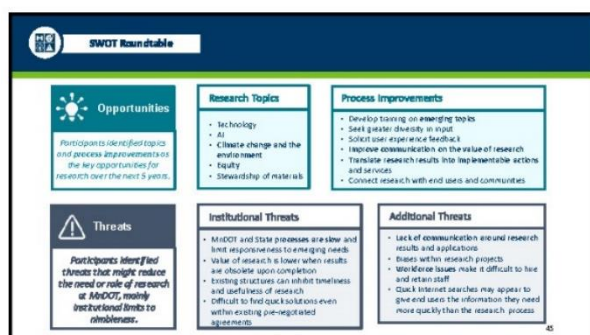 SWOT Roundtable
Opportunities
Participants identified topics
and process improvements as
the key opportunities for
research over the next 5 years.
Research Topics
• Technology
• AI
• Climate change and the
environment
• Equity
• Stewardship of materials
Process Improvements
• Develop training on emerging topics
• Seek greater diversity in input
• Solicit user experience feedback
• Improve communication on the value of research
• Translate research results into implementable actions
and services
• Connect research with end users and communities
Threats
Participants identified
threats that might reduce
the need or role of research
at MnDOT, mainly
institutional limits to
nimbleness.
Institutional Threats
• MnDOT and State processes are slow and
limit responsiveness to emerging needs
• Value of research is lower when results
are obsolete upon completion
• Existing structures can inhibit timeliness
and usefulness of research
• Difficult to find quick solutions even
within existing pre-negotiated
agreements
Additional Threats
• Lack of communication around research
results and applications
• Biases within research projects
• Workforce issues make it difficult to hire
and retain staff
• Quick Internet searches may appear to
give end users the information they need
more quickly than the research process
45